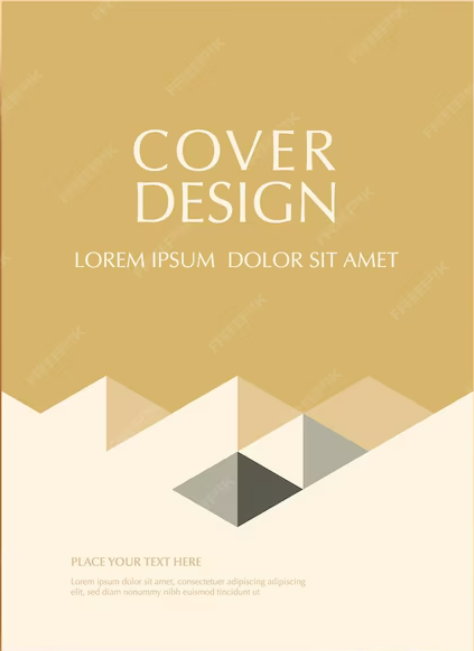 COVER
DESIGN
LOREM IPSUM DOLOR SIT AMET
PLACE YOUR TEXT HERE
Lorem ipsum dolor sit amet, consectetuer adipiscing adipiscing
elit, sed diam nonummy nibh euismod tincidunt ut